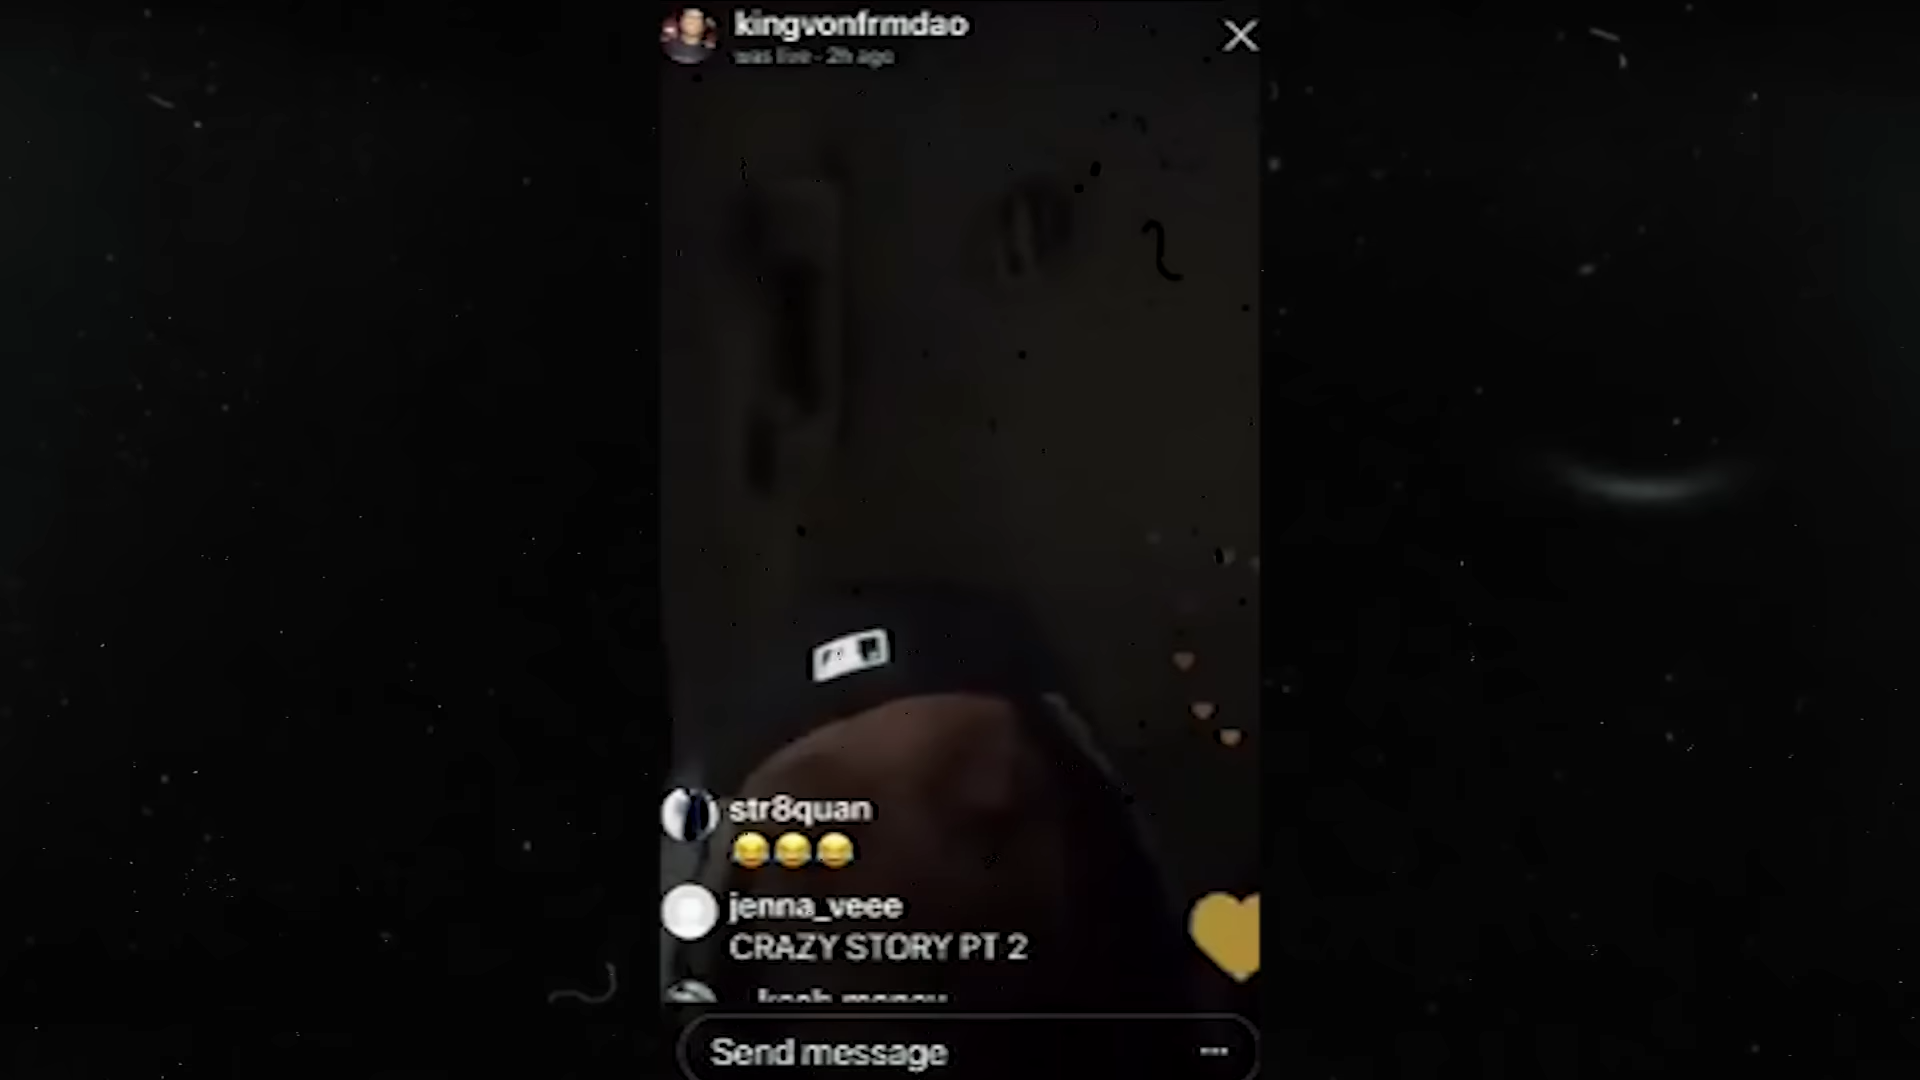 kingvonfrmdao
was live · 2h ago
str8quan
😂😂😂
jenna_veee
CRAZY STORY PT 2
Send message